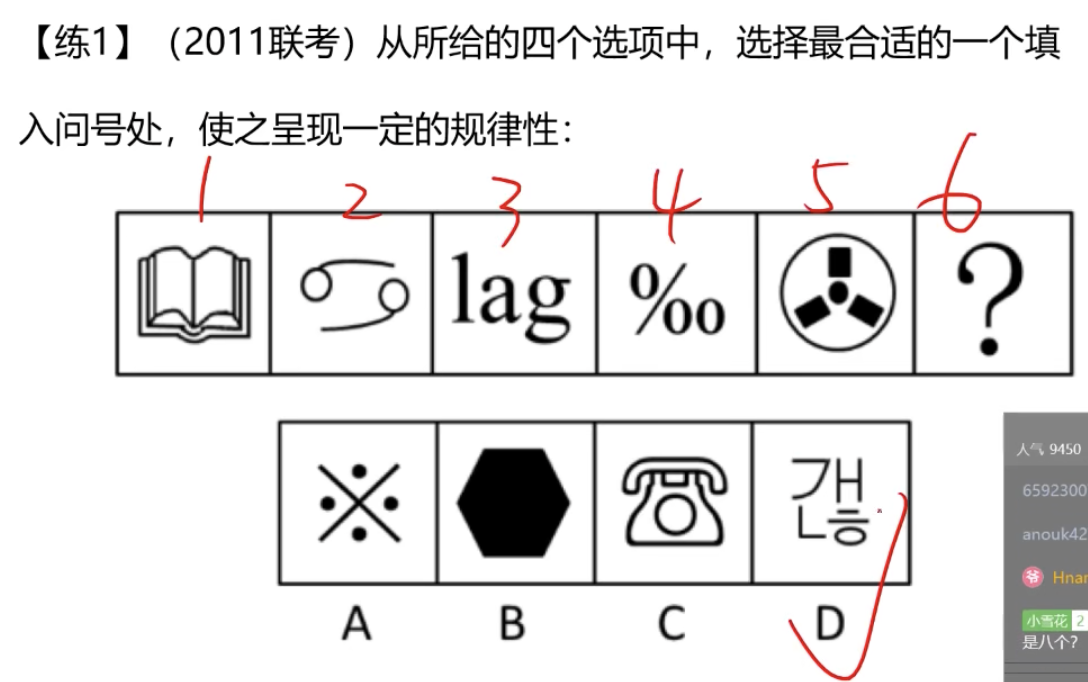 【练1】（2011联考）从所给的四个选项中，选择最合适的一个填
入问号处，使之呈现一定的规律性：
1 2 3 4 5 6
lag ‰ ?
※
A B C D
人气 9450
6592300
anouk42
爷 Hnar
小雪花 2
是八个？